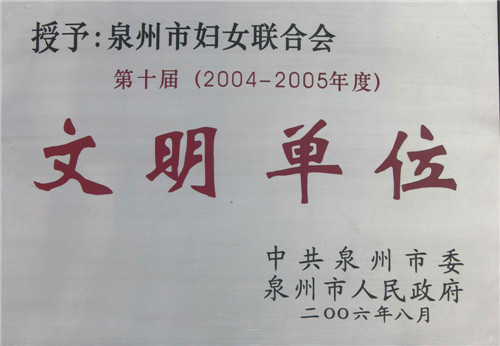 授予:泉州市妇女联合会
第十届(2004-2005年度)
文明单位
中共泉州市委
泉州市人民政府
二〇〇六年八月